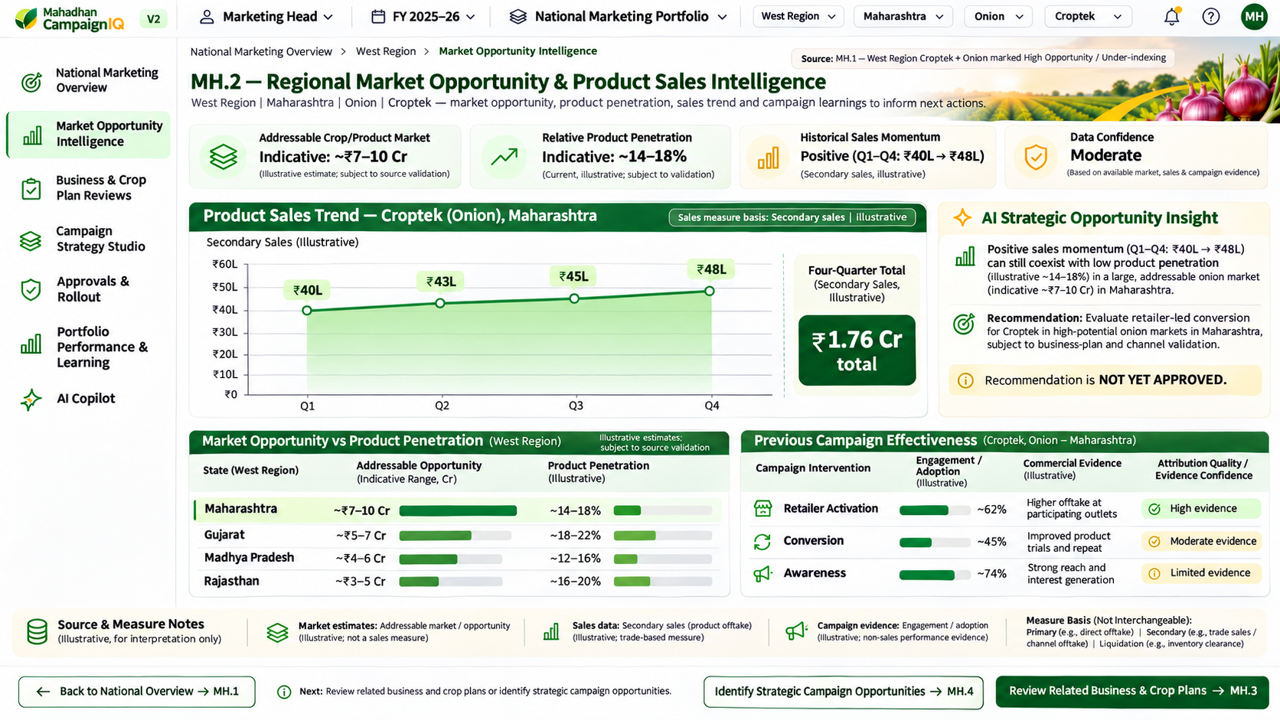 Mahadhan
CampaignIQ
V2
Marketing Head
FY 2025–26
National Marketing Portfolio
West Region
Maharashtra
Onion
Croptek
MH
National Marketing Overview > West Region > Market Opportunity Intelligence
Source: MH.1 — West Region Croptek + Onion marked High Opportunity / Under-indexing
MH.2 — Regional Market Opportunity & Product Sales Intelligence
West Region | Maharashtra | Onion | Croptek — market opportunity, product penetration, sales trend and campaign learnings to inform next actions.
National Marketing
Overview
Market Opportunity
Intelligence
Business & Crop
Plan Reviews
Campaign
Strategy Studio
Approvals &
Rollout
Portfolio
Performance &
Learning
AI Copilot
Addressable Crop/Product Market
Indicative: ~₹7–10 Cr
(Illustrative estimate; subject to source validation)
Relative Product Penetration
Indicative: ~14–18%
(Current, illustrative; subject to validation)
Historical Sales Momentum
Positive (Q1–Q4: ₹40L → ₹48L)
(Secondary sales, illustrative)
Data Confidence
Moderate
(Based on available market, sales & campaign evidence)
Product Sales Trend — Croptek (Onion), Maharashtra
Sales measure basis: Secondary sales | illustrative
Secondary Sales (Illustrative)
₹60L
₹50L
₹40L
₹30L
₹20L
₹10L
₹0
₹40L
₹43L
₹45L
₹48L
Q1
Q2
Q3
Q4
Four-Quarter Total
(Secondary Sales,
Illustrative)
₹1.76 Cr
total
AI Strategic Opportunity Insight
Positive sales momentum (Q1–Q4: ₹40L → ₹48L)
can still coexist with low product penetration
(illustrative ~14–18%) in a large, addressable onion market
(indicative ~₹7–10 Cr) in Maharashtra.
Recommendation: Evaluate retailer-led conversion
for Croptek in high-potential onion markets in Maharashtra,
subject to business-plan and channel validation.
Recommendation is NOT YET APPROVED.
Market Opportunity vs Product Penetration (West Region)
Illustrative estimates;
subject to source validation
State (West Region)
Addressable Opportunity
(Indicative Range, Cr)
Product Penetration
(Illustrative)
Maharashtra ~₹7–10 Cr ~14–18%
Gujarat ~₹5–7 Cr ~18–22%
Madhya Pradesh ~₹4–6 Cr ~12–16%
Rajasthan ~₹3–5 Cr ~16–20%
Previous Campaign Effectiveness (Croptek, Onion – Maharashtra)
Campaign Intervention
Engagement /
Adoption
(Illustrative)
Commercial Evidence
(Illustrative)
Attribution Quality /
Evidence Confidence
Retailer Activation ~62%
Higher offtake at
participating outlets
High evidence
Conversion ~45%
Improved product
trials and repeat
Moderate evidence
Awareness ~74%
Strong reach and
interest generation
Limited evidence
Source & Measure Notes
(Illustrative, for interpretation only)
Market estimates: Addressable market / opportunity
(Illustrative; not a sales measure)
Sales data: Secondary sales (product offtake)
(Illustrative; trade-based messure)
Campaign evidence: Engagement / adoption
(Illustrative; non-sales performance evidence)
Measure Basis (Not Interchangeable):
Primary (e.g., direct offtake) | Secondary (e.g., trade sales /
channel offtake) | Liquidation (e.g., inventory clearance)
← Back to National Overview → MH.1
Next: Review related business and crop plans or identify strategic campaign opportunities.
Identify Strategic Campaign Opportunities → MH.4
Review Related Business & Crop Plans → MH.3